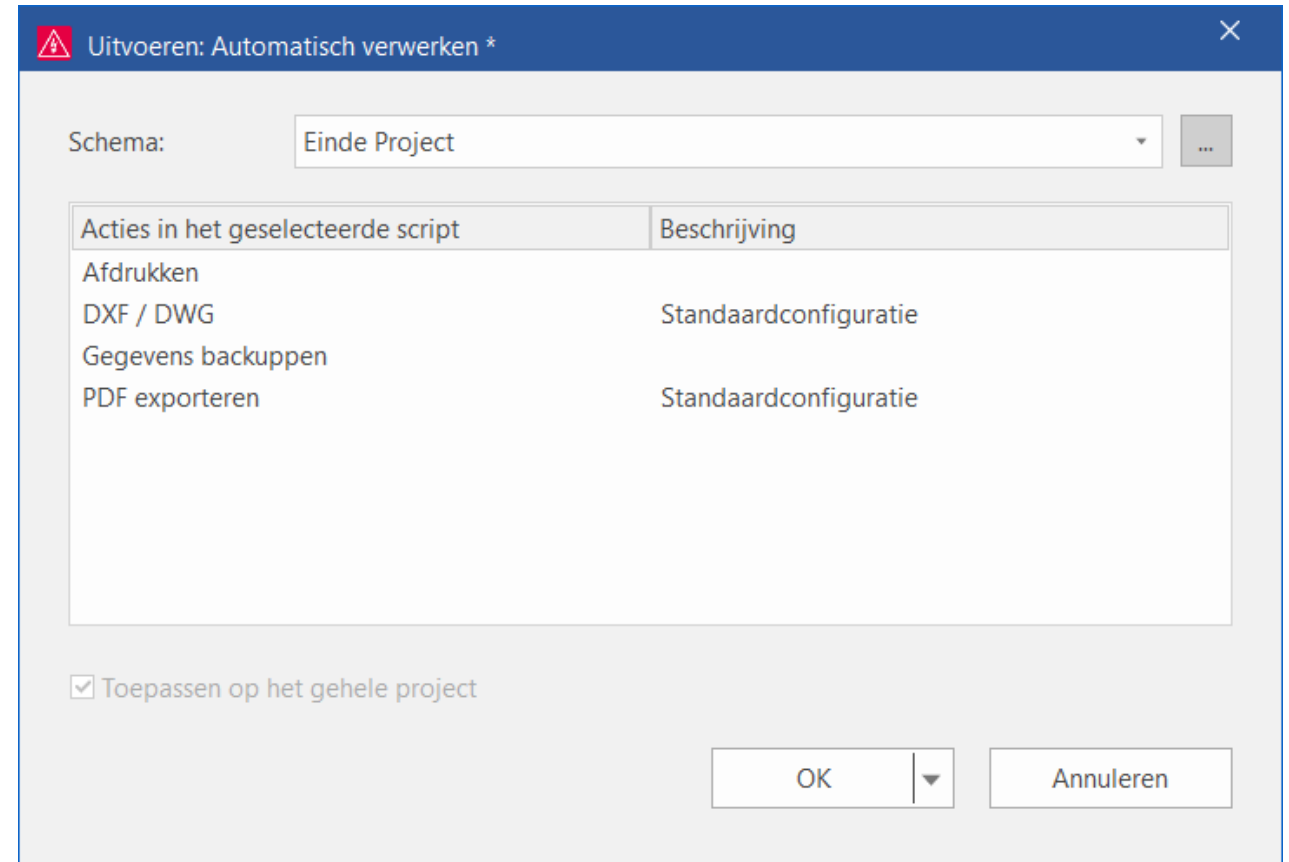 Uitvoeren: Automatisch verwerken *
Schema: Einde Project ...
Acties in het geselecteerde script Beschrijving
Afdrukken
DXF / DWG Standaardconfiguratie
Gegevens backuppen
PDF exporteren Standaardconfiguratie
Toepassen op het gehele project
OK Annuleren